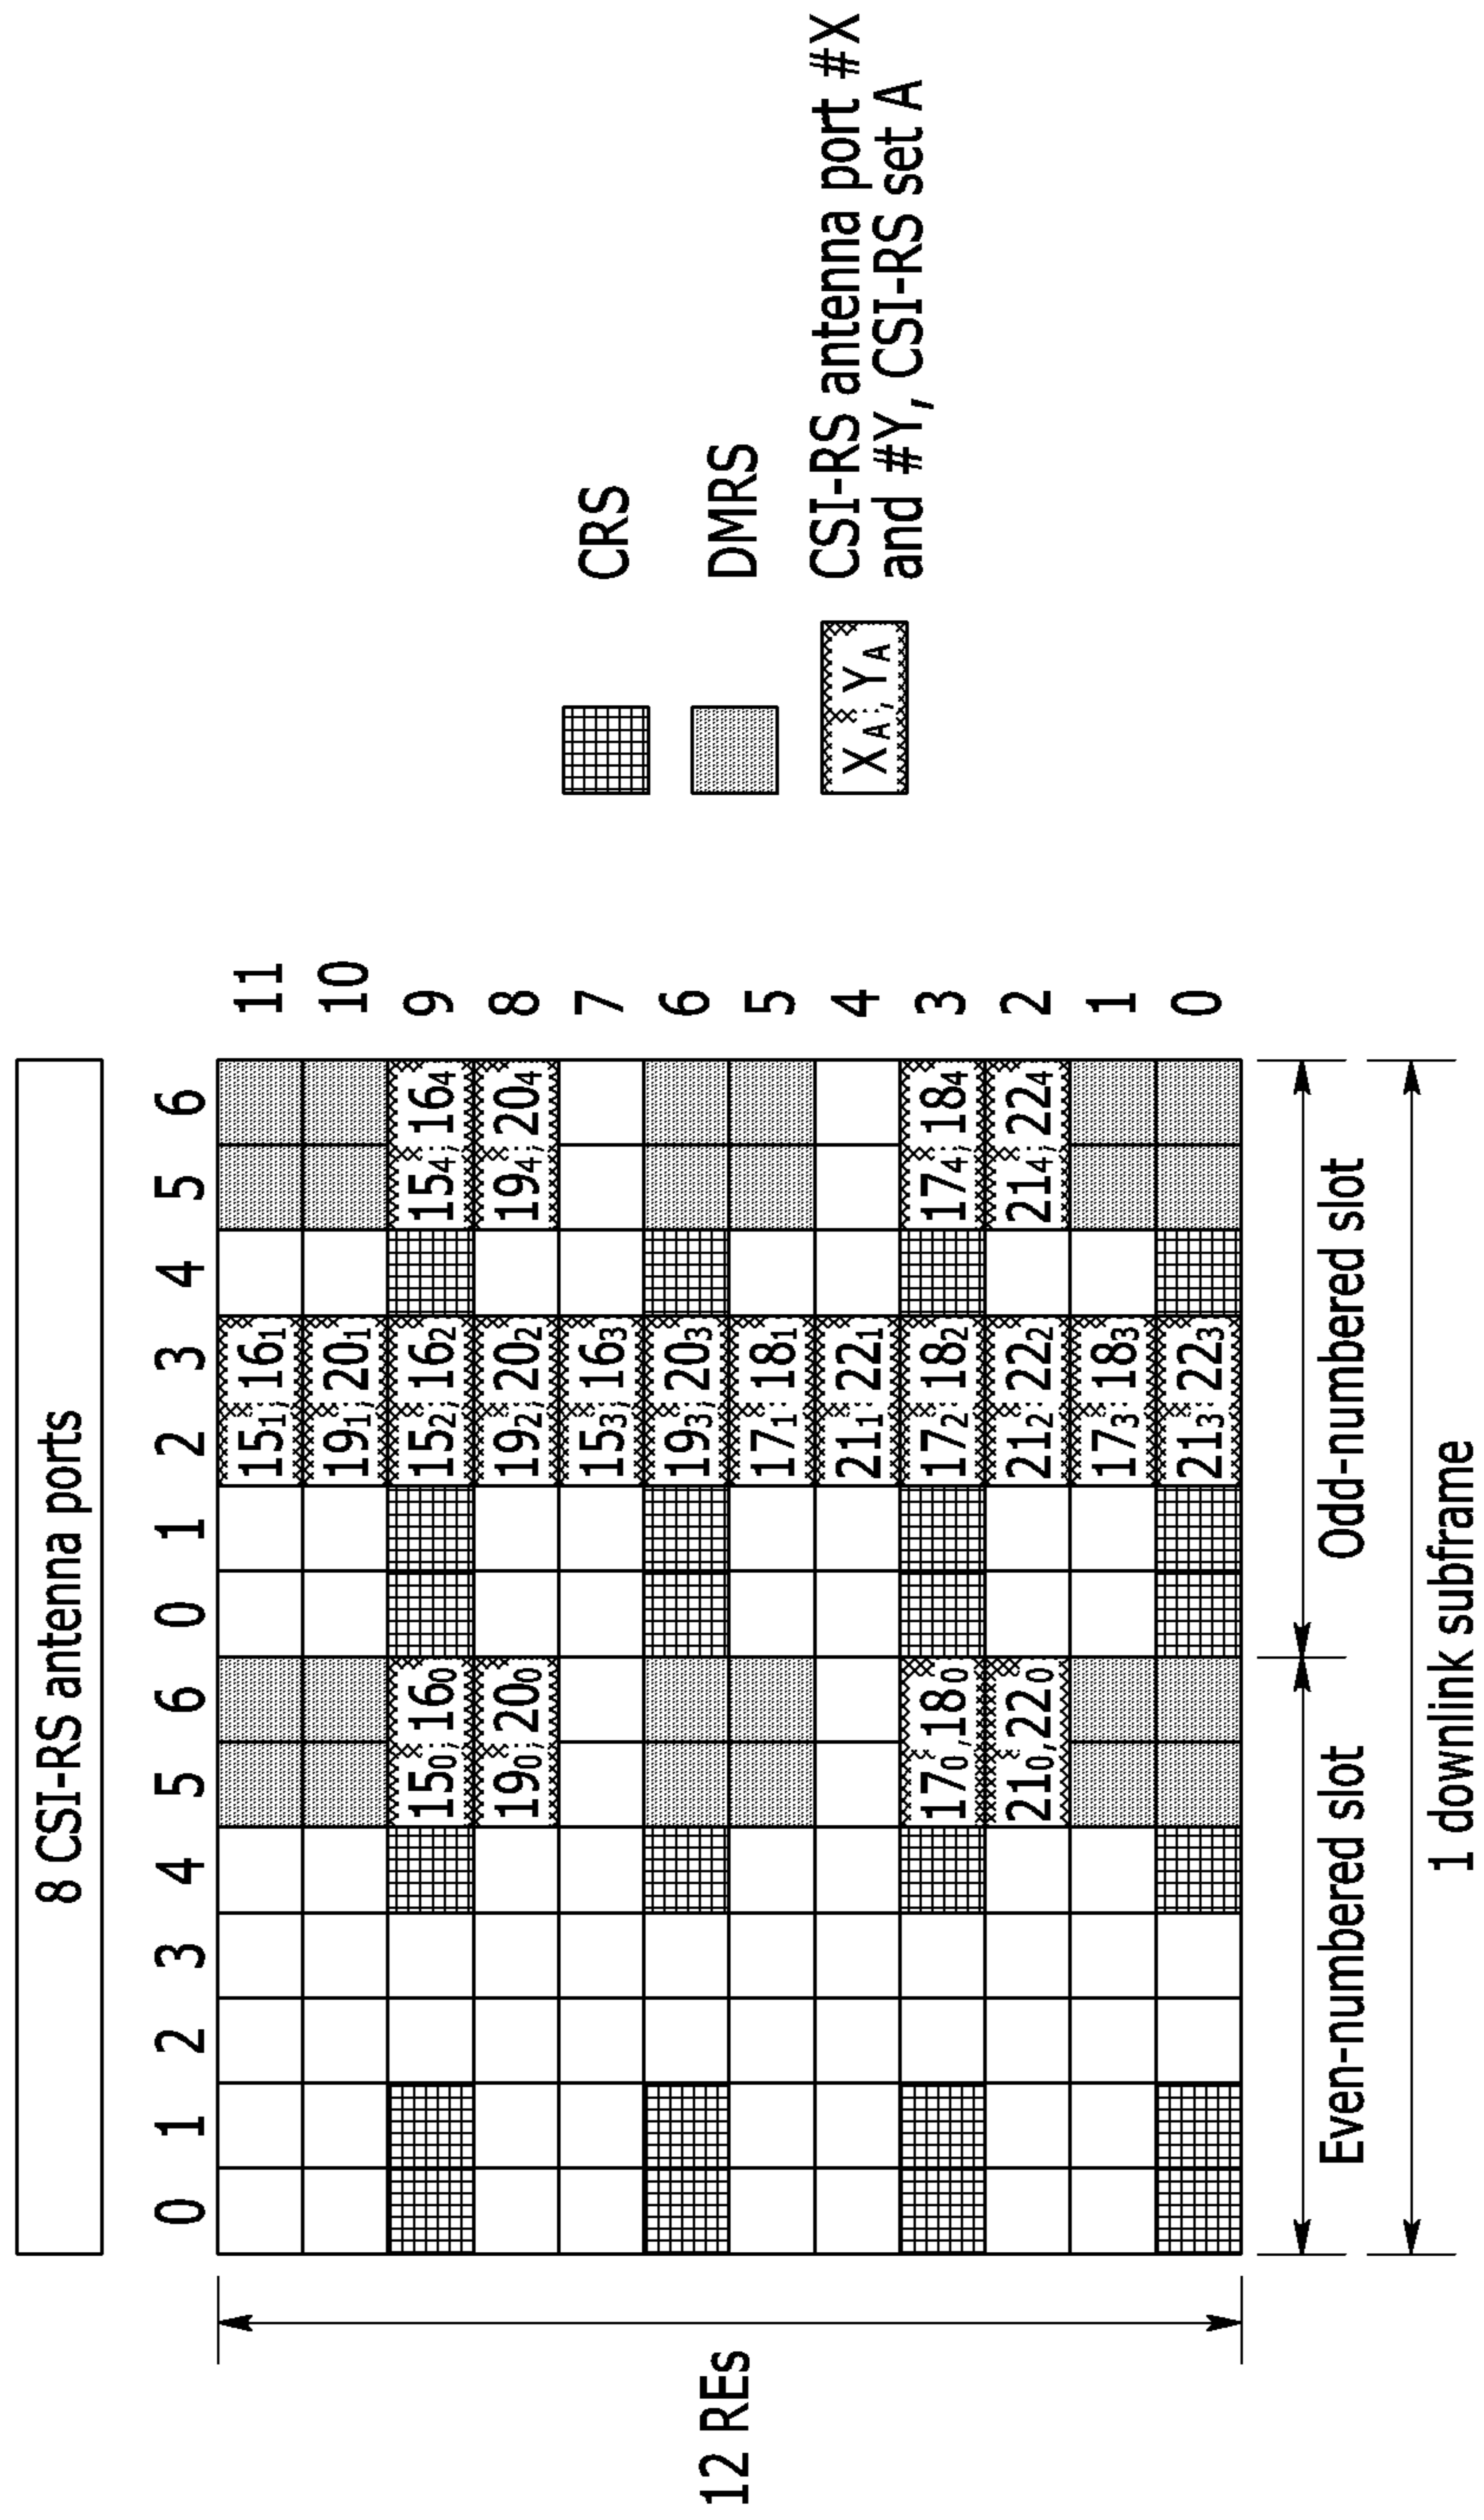 8 CSI-RS antenna ports
0 1 2 3 4 5 6 0 1 2 3 4 5 6
15₁, 16₁ 11
19₁, 20₁ 10
15₀, 16₀ 15₂, 16₂ 15₄, 16₄ 9
19₀, 20₀ 19₂, 20₂ 19₄, 20₄ 8
15₃, 16₃ 7
12 REs
19₃, 20₃ 6
17₁, 18₁ 5
21₁, 22₁ 4
17₀, 18₀ 17₂, 18₂ 17₄, 18₄ 3
21₀, 22₀ 21₂, 22₂ 21₄, 22₄ 2
17₃, 18₃ 1
21₃, 22₃ 0
Even-numbered slot Odd-numbered slot
1 downlink subframe
CRS
DMRS
X_A, Y_A
CSI-RS antenna port #X
and #Y, CSI-RS set A